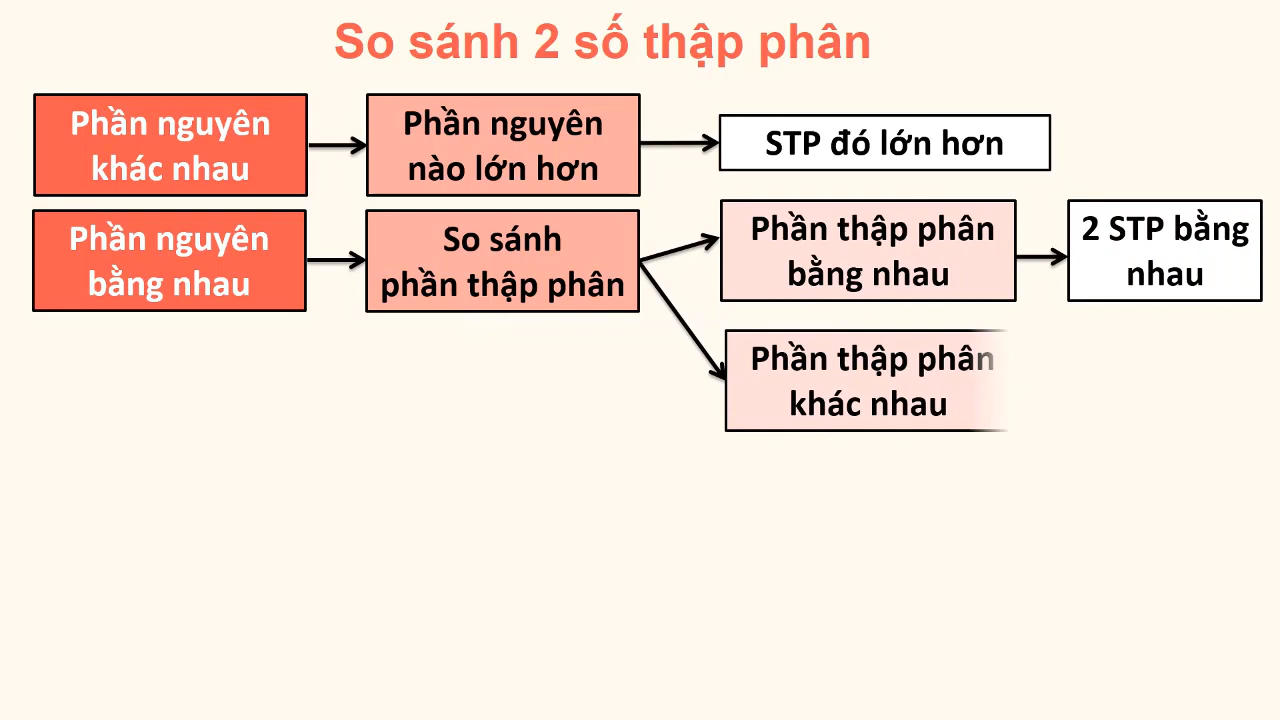 So sánh 2 số thập phân
Phần nguyên
khác nhau
Phần nguyên
nào lớn hơn
STP đó lớn hơn
Phần nguyên
bằng nhau
So sánh
phần thập phân
Phần thập phân
bằng nhau
2 STP bằng
nhau
Phần thập phân
khác nhau